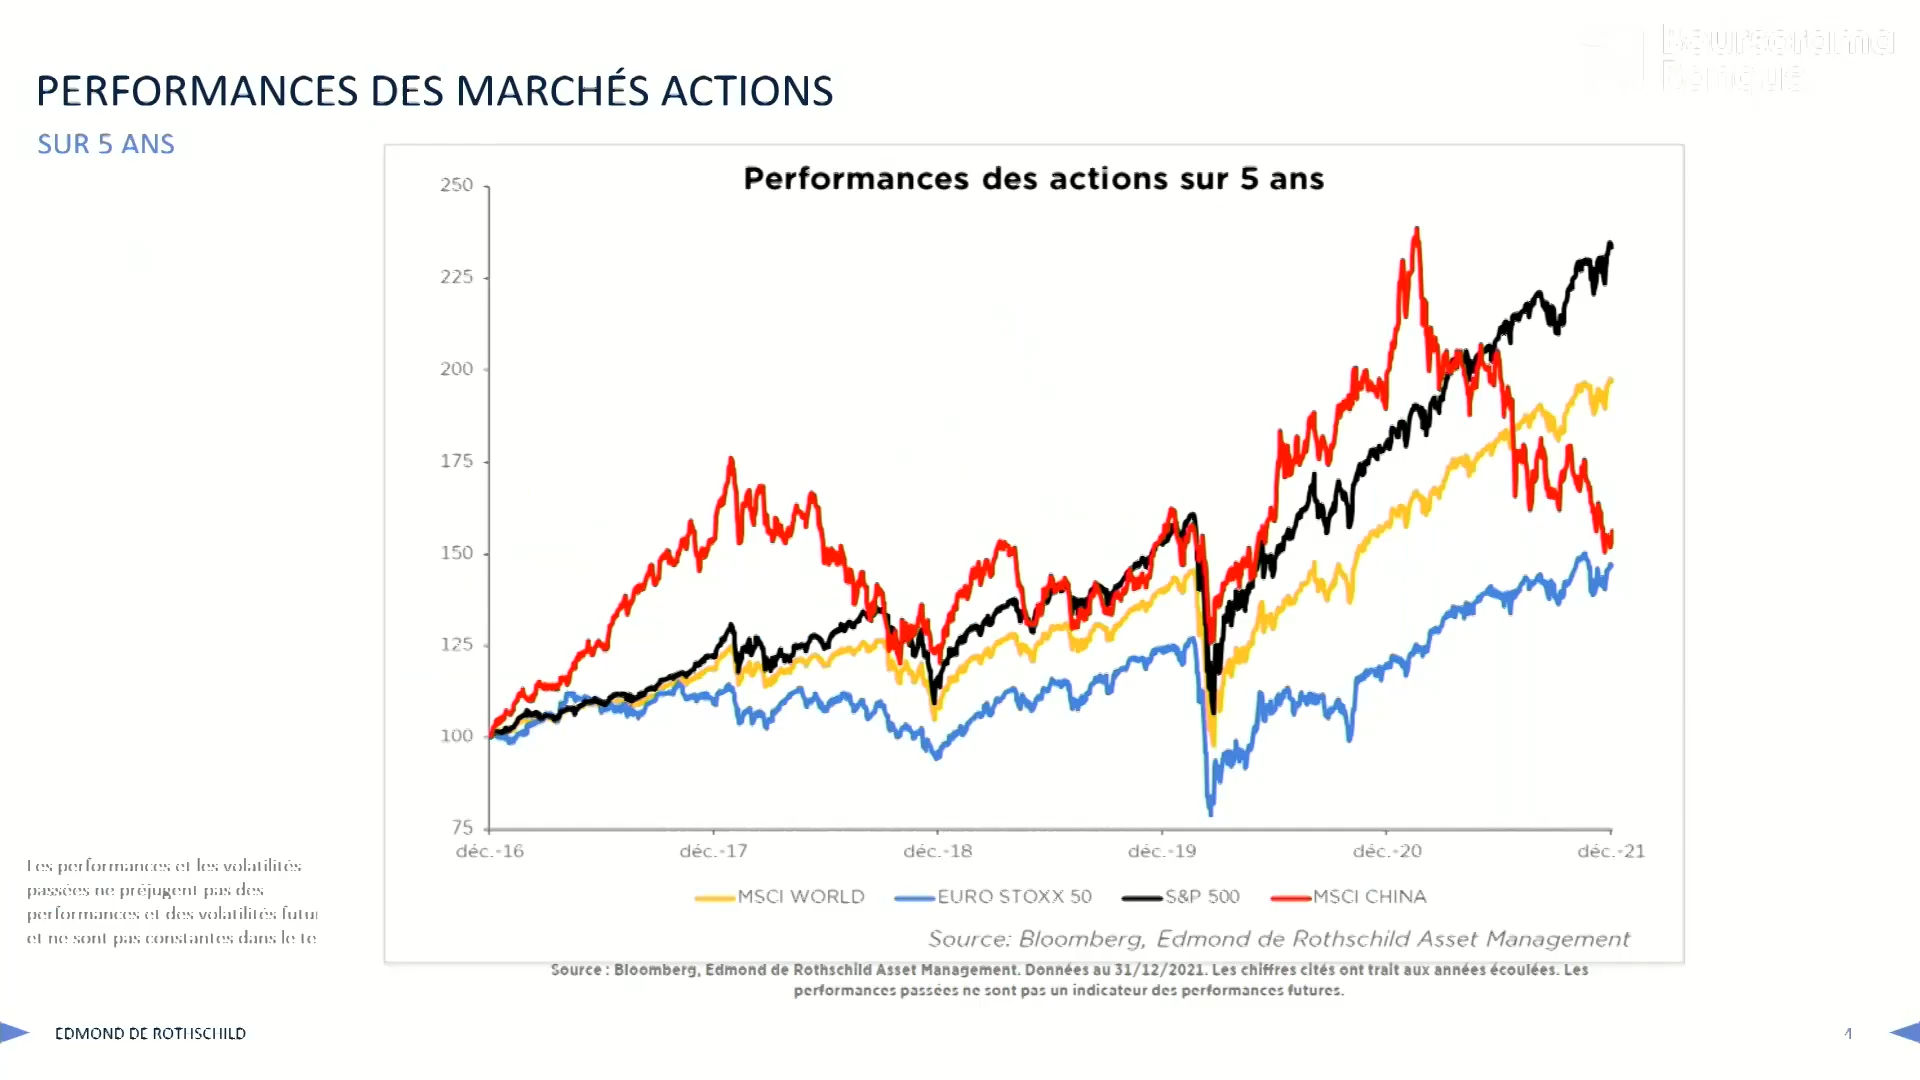 Boursorama
Banque
PERFORMANCES DES MARCHÉS ACTIONS
SUR 5 ANS
Performances des actions sur 5 ans
250
225
200
175
150
125
100
75
déc.-16 déc.-17 déc.-18 déc.-19 déc.-20 déc.-21
MSCI WORLD EURO STOXX 50 S&P 500 MSCI CHINA
Source: Bloomberg, Edmond de Rothschild Asset Management
Source : Bloomberg, Edmond de Rothschild Asset Management. Données au 31/12/2021. Les chiffres cités ont trait aux années écoulées. Les
performances passées ne sont pas un indicateur des performances futures.
Les performances et les volatilités
passées ne préjugent pas des
performances et des volatilités futur
et ne sont pas constantes dans le te
EDMOND DE ROTHSCHILD
4